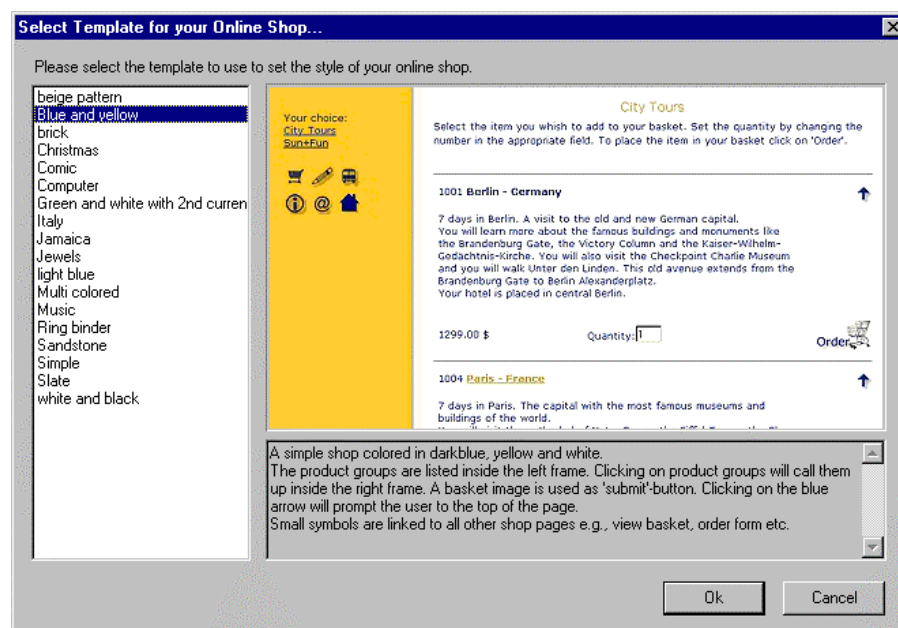 Select Template for your Online Shop...
Please select the template to use to set the style of your online shop.
beige pattern
Blue and yellow
brick
Christmas
Comic
Computer
Green and white with 2nd curren
Italy
Jamaica
Jewels
light blue
Multi colored
Music
Ring binder
Sandstone
Simple
Slate
white and black
Your choice:
City Tours
Sun+Fun
City Tours
Select the item you whish to add to your basket. Set the quantity by changing the
number in the appropriate field. To place the item in your basket click on 'Order'.
1001 Berlin - Germany
7 days in Berlin. A visit to the old and new German capital.
You will learn more about the famous buildings and monuments like
the Brandenburg Gate, the Victory Column and the Kaiser-Wilhelm-
Gedächtnis-Kirche. You will also visit the Checkpoint Charlie Museum
and you will walk Unter den Linden. This old avenue extends from the
Brandenburg Gate to Berlin Alexanderplatz.
Your hotel is placed in central Berlin.
1299.00 $ Quantity: 1 Order
1004 Paris - France
7 days in Paris. The capital with the most famous museums and
buildings of the world.
A simple shop colored in darkblue, yellow and white.
The product groups are listed inside the left frame. Clicking on product groups will call them
up inside the right frame. A basket image is used as 'submit'-button. Clicking on the blue
arrow will prompt the user to the top of the page.
Small symbols are linked to all other shop pages e.g., view basket, order form etc.
Ok Cancel